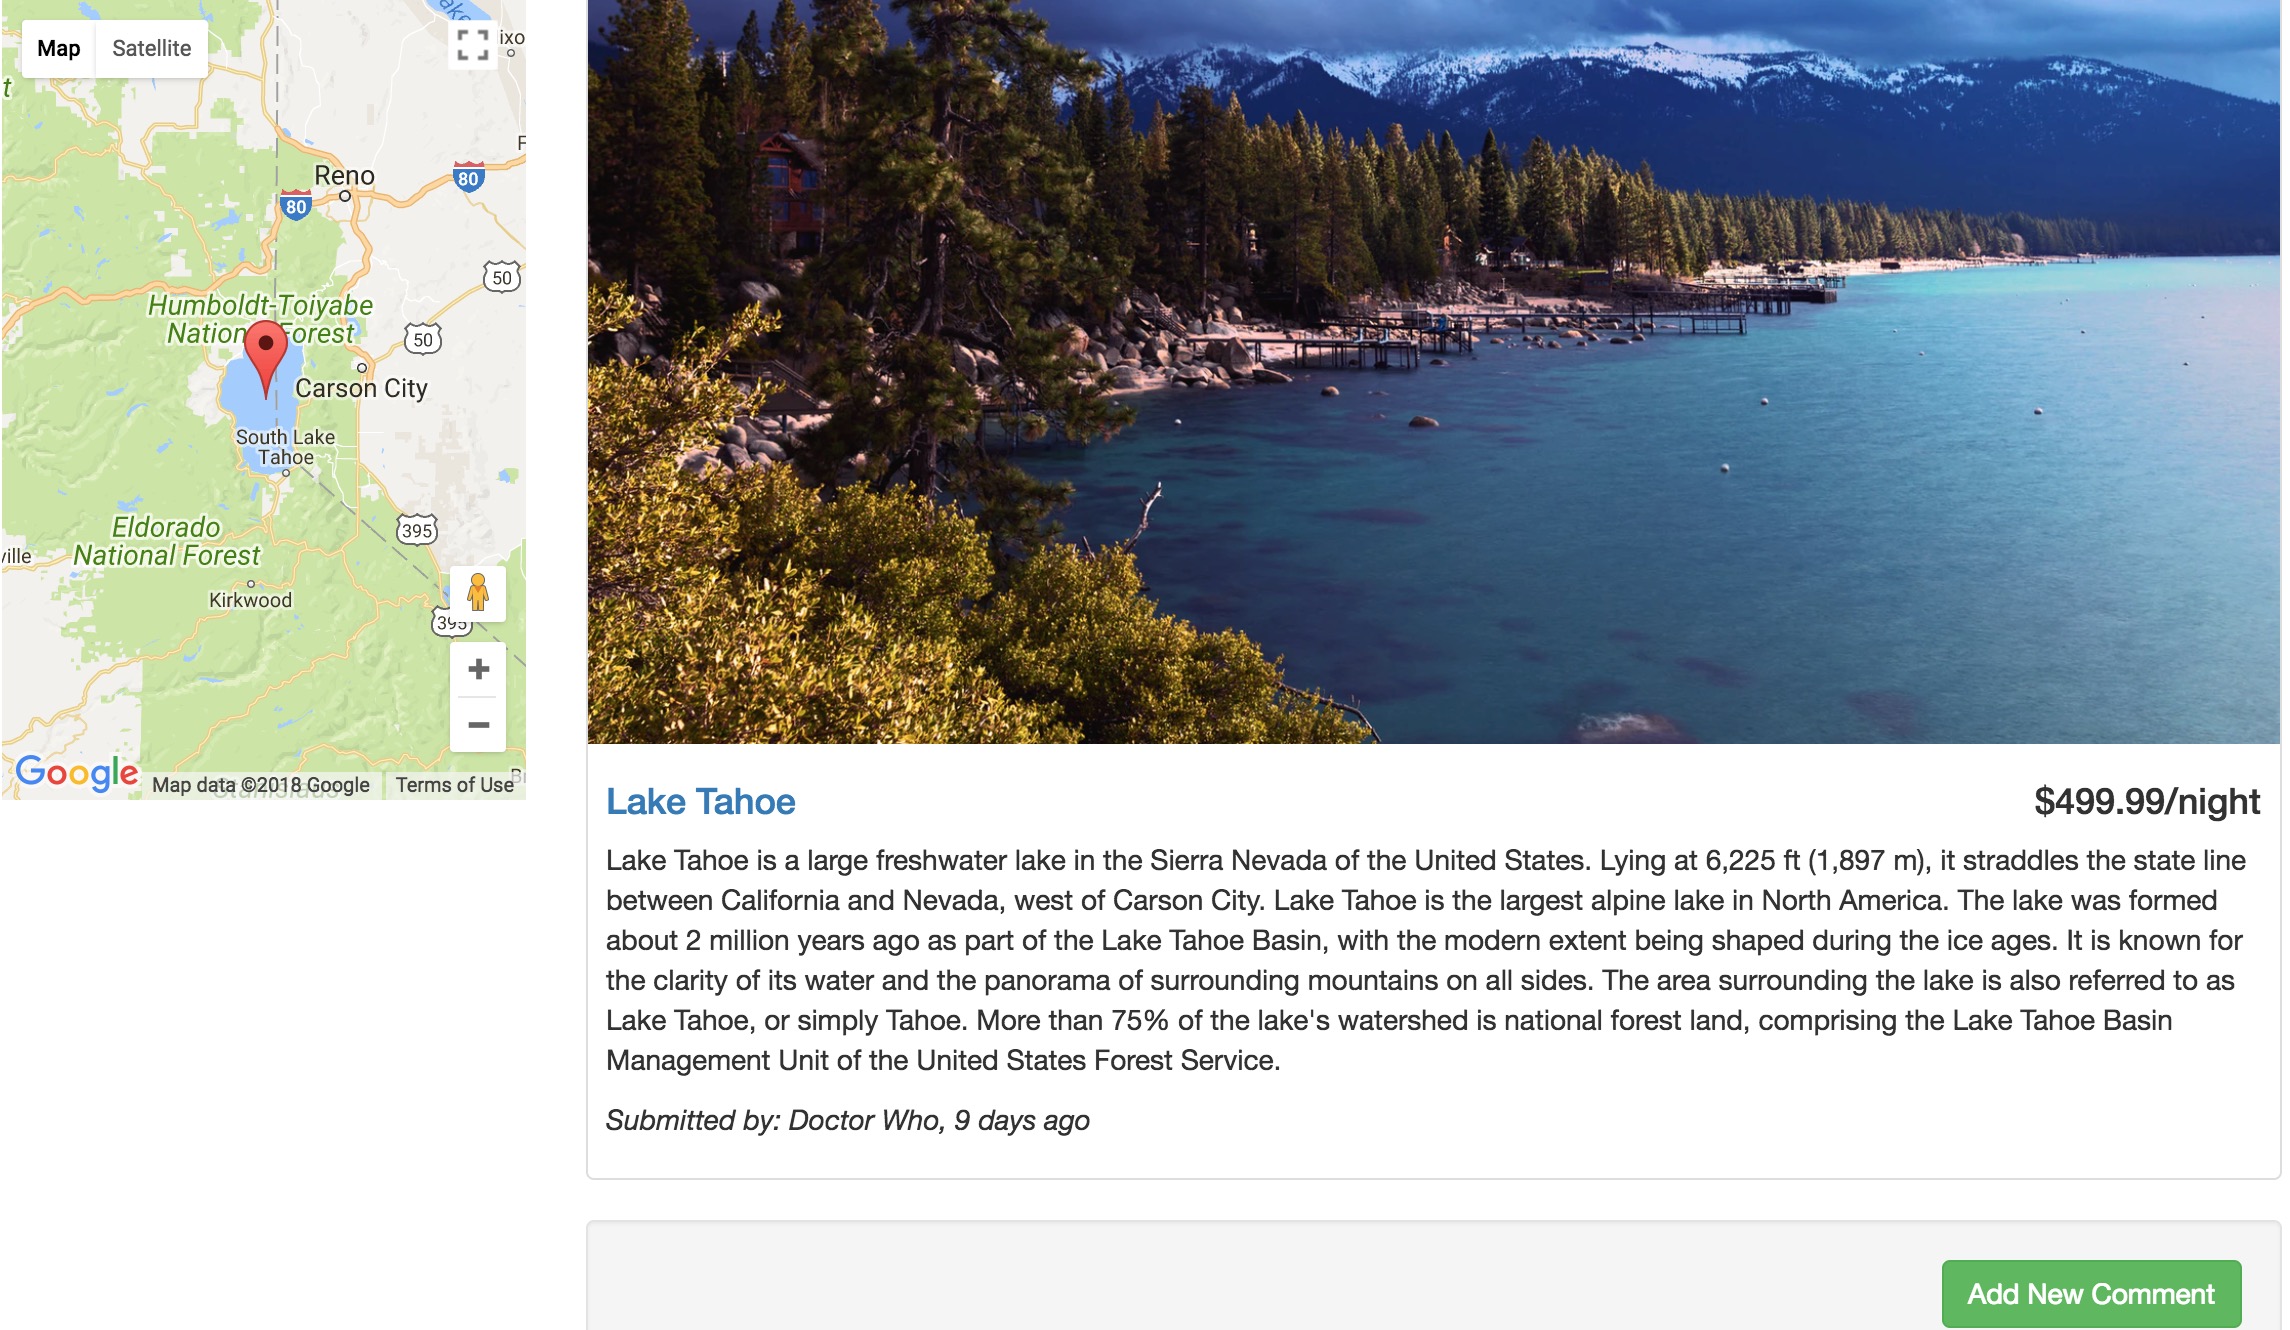 Map Satellite
Reno
80
80
50
Humboldt-Toiyabe
National Forest
50
Carson City
South Lake
Tahoe
395
Eldorado
National Forest
Kirkwood
395
+
−
Google
Map data ©2018 Google
Terms of Use
Lake Tahoe
$499.99/night
Lake Tahoe is a large freshwater lake in the Sierra Nevada of the United States. Lying at 6,225 ft (1,897 m), it straddles the state line
between California and Nevada, west of Carson City. Lake Tahoe is the largest alpine lake in North America. The lake was formed
about 2 million years ago as part of the Lake Tahoe Basin, with the modern extent being shaped during the ice ages. It is known for
the clarity of its water and the panorama of surrounding mountains on all sides. The area surrounding the lake is also referred to as
Lake Tahoe, or simply Tahoe. More than 75% of the lake's watershed is national forest land, comprising the Lake Tahoe Basin
Management Unit of the United States Forest Service.
Submitted by: Doctor Who, 9 days ago
Add New Comment